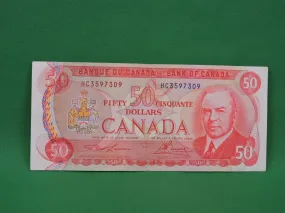 BANQUE DU CANADA - BANK OF CANADA
50 HC3597309 50 HC3597309 50
FIFTY CINQUANTE
DOLLARS
CANADA
50 50